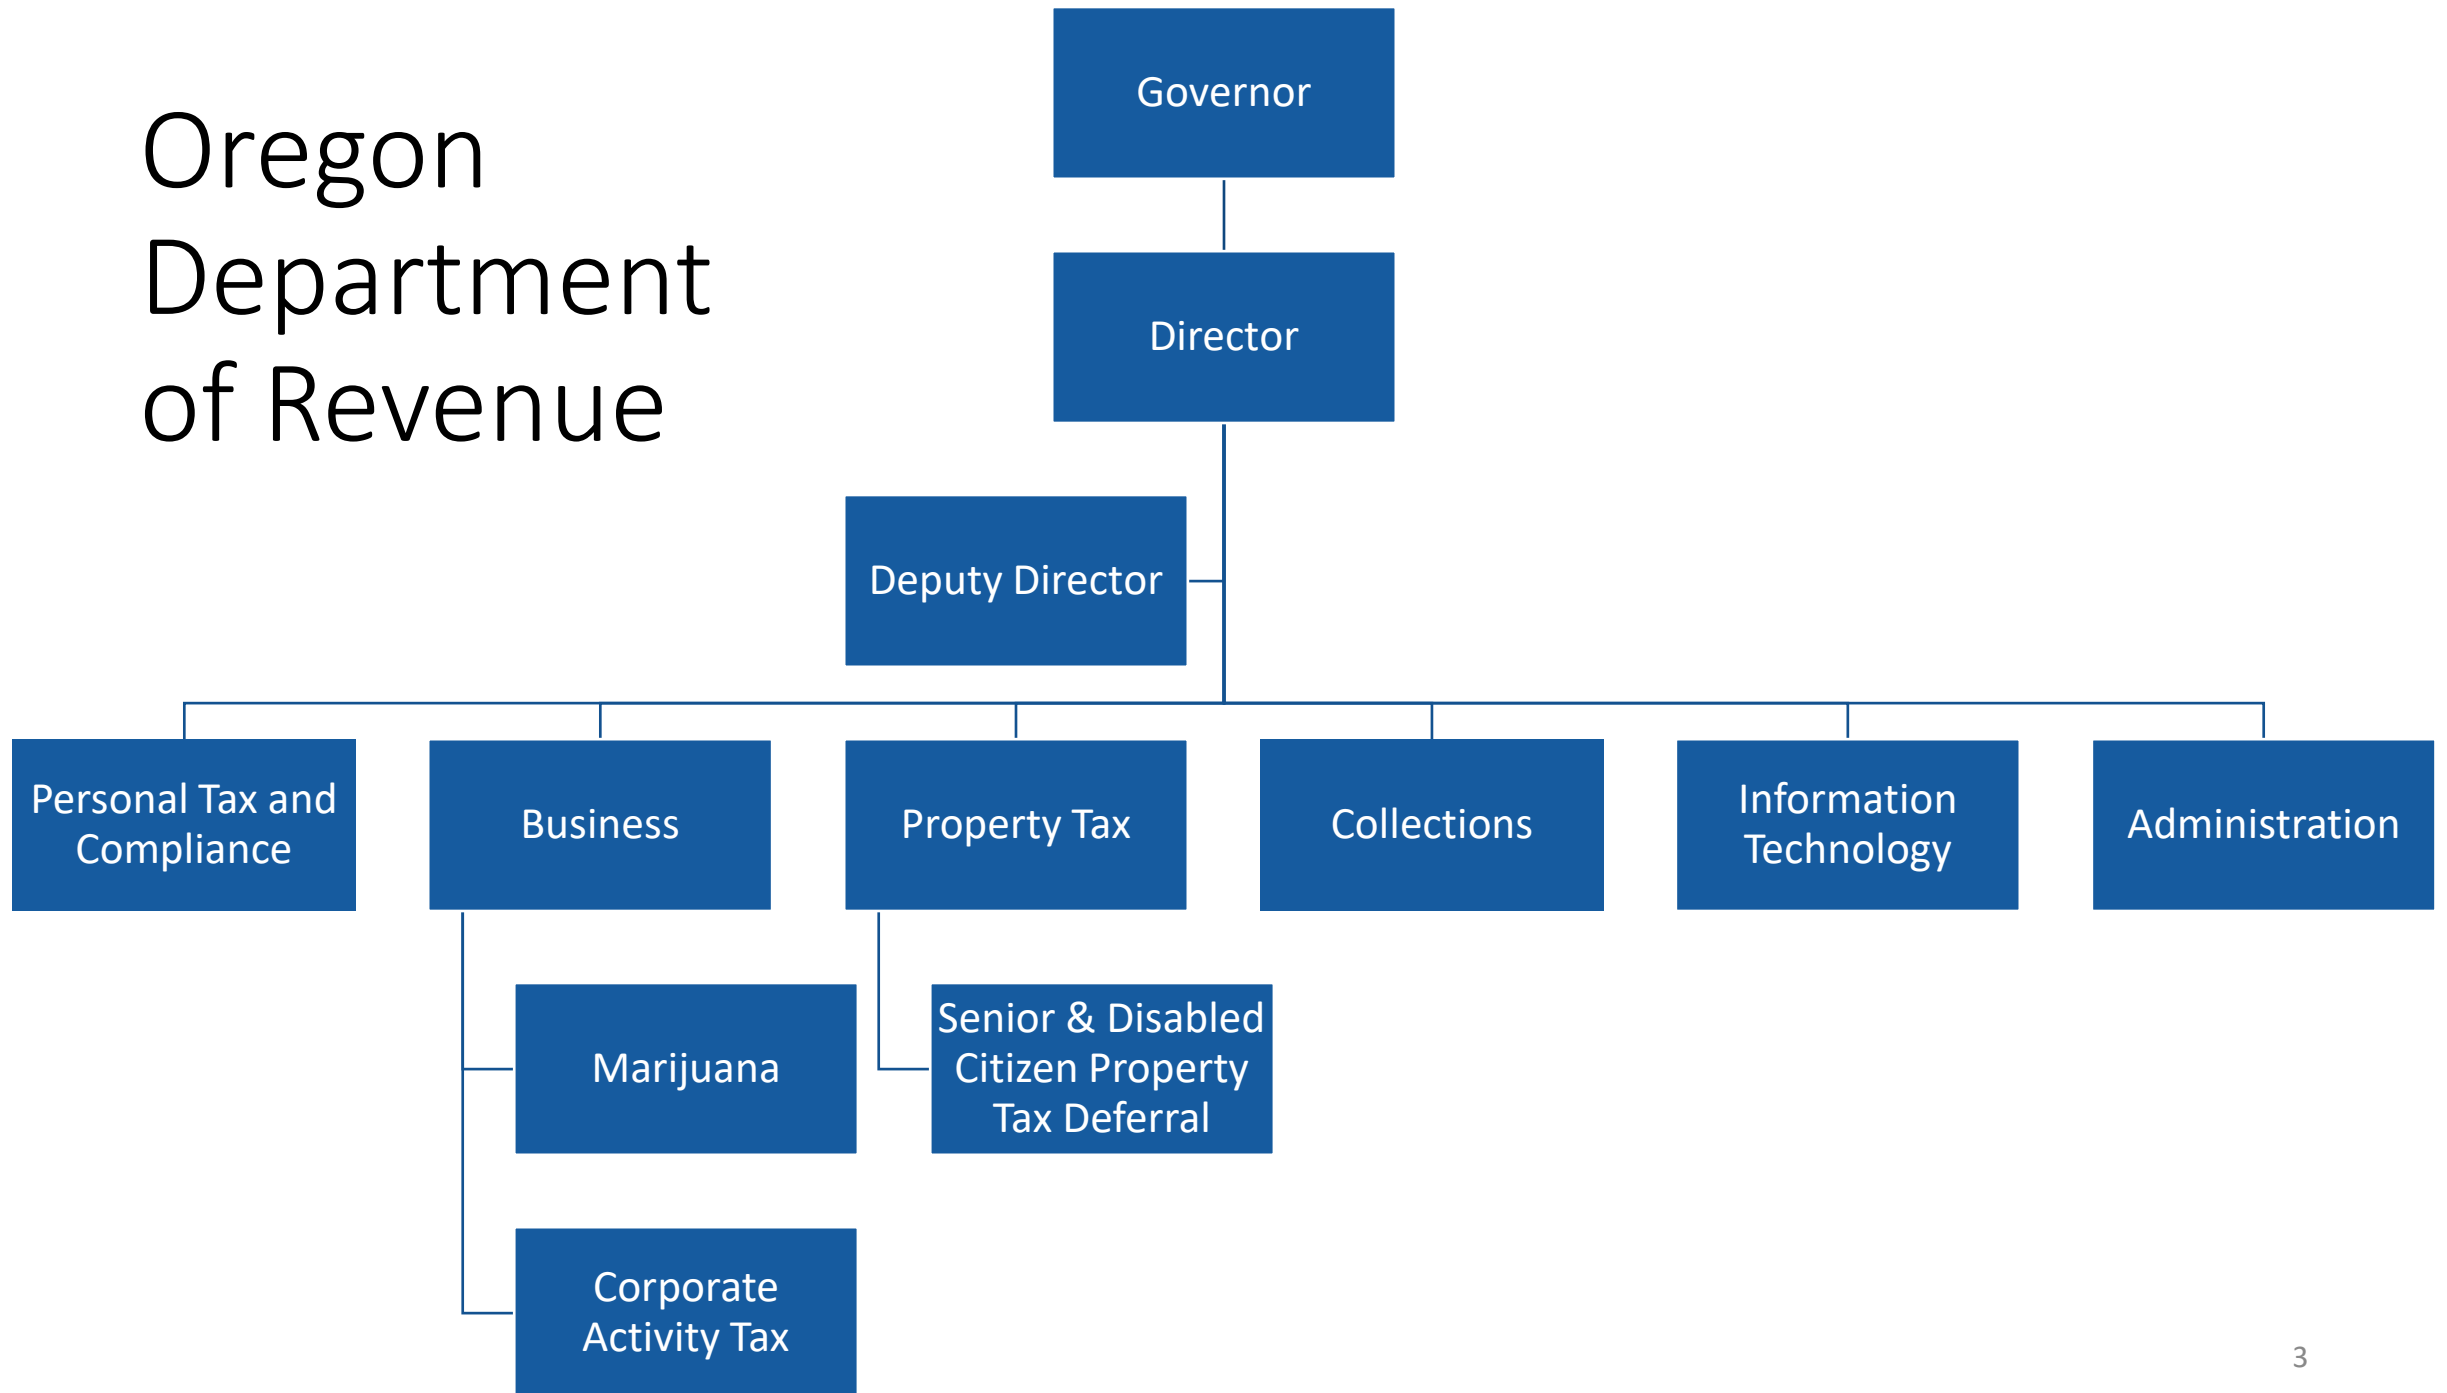 Oregon
Department
of Revenue
Governor
Director
Deputy Director
Personal Tax and
Compliance
Business
Property Tax
Collections
Information
Technology
Administration
Marijuana
Senior & Disabled
Citizen Property
Tax Deferral
Corporate
Activity Tax
3